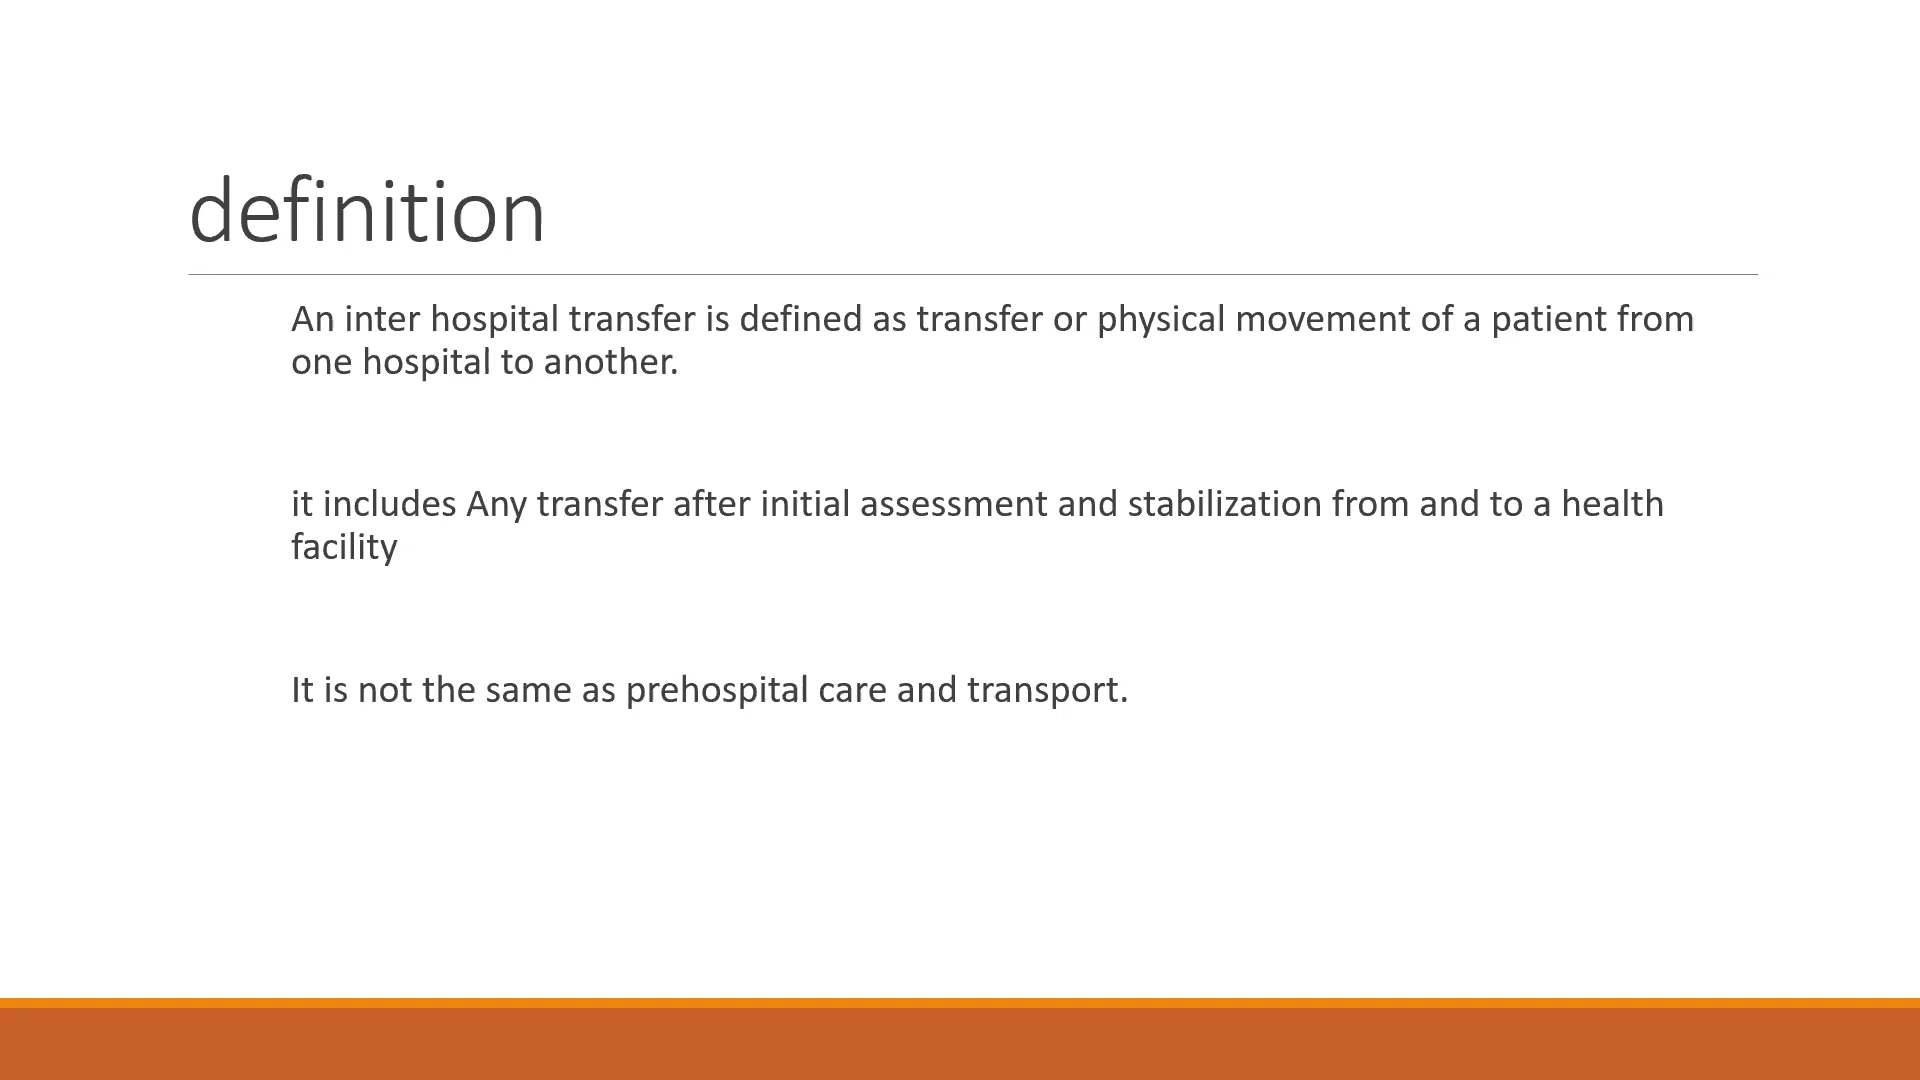 definition
An inter hospital transfer is defined as transfer or physical movement of a patient from
one hospital to another.
it includes Any transfer after initial assessment and stabilization from and to a health
facility
It is not the same as prehospital care and transport.